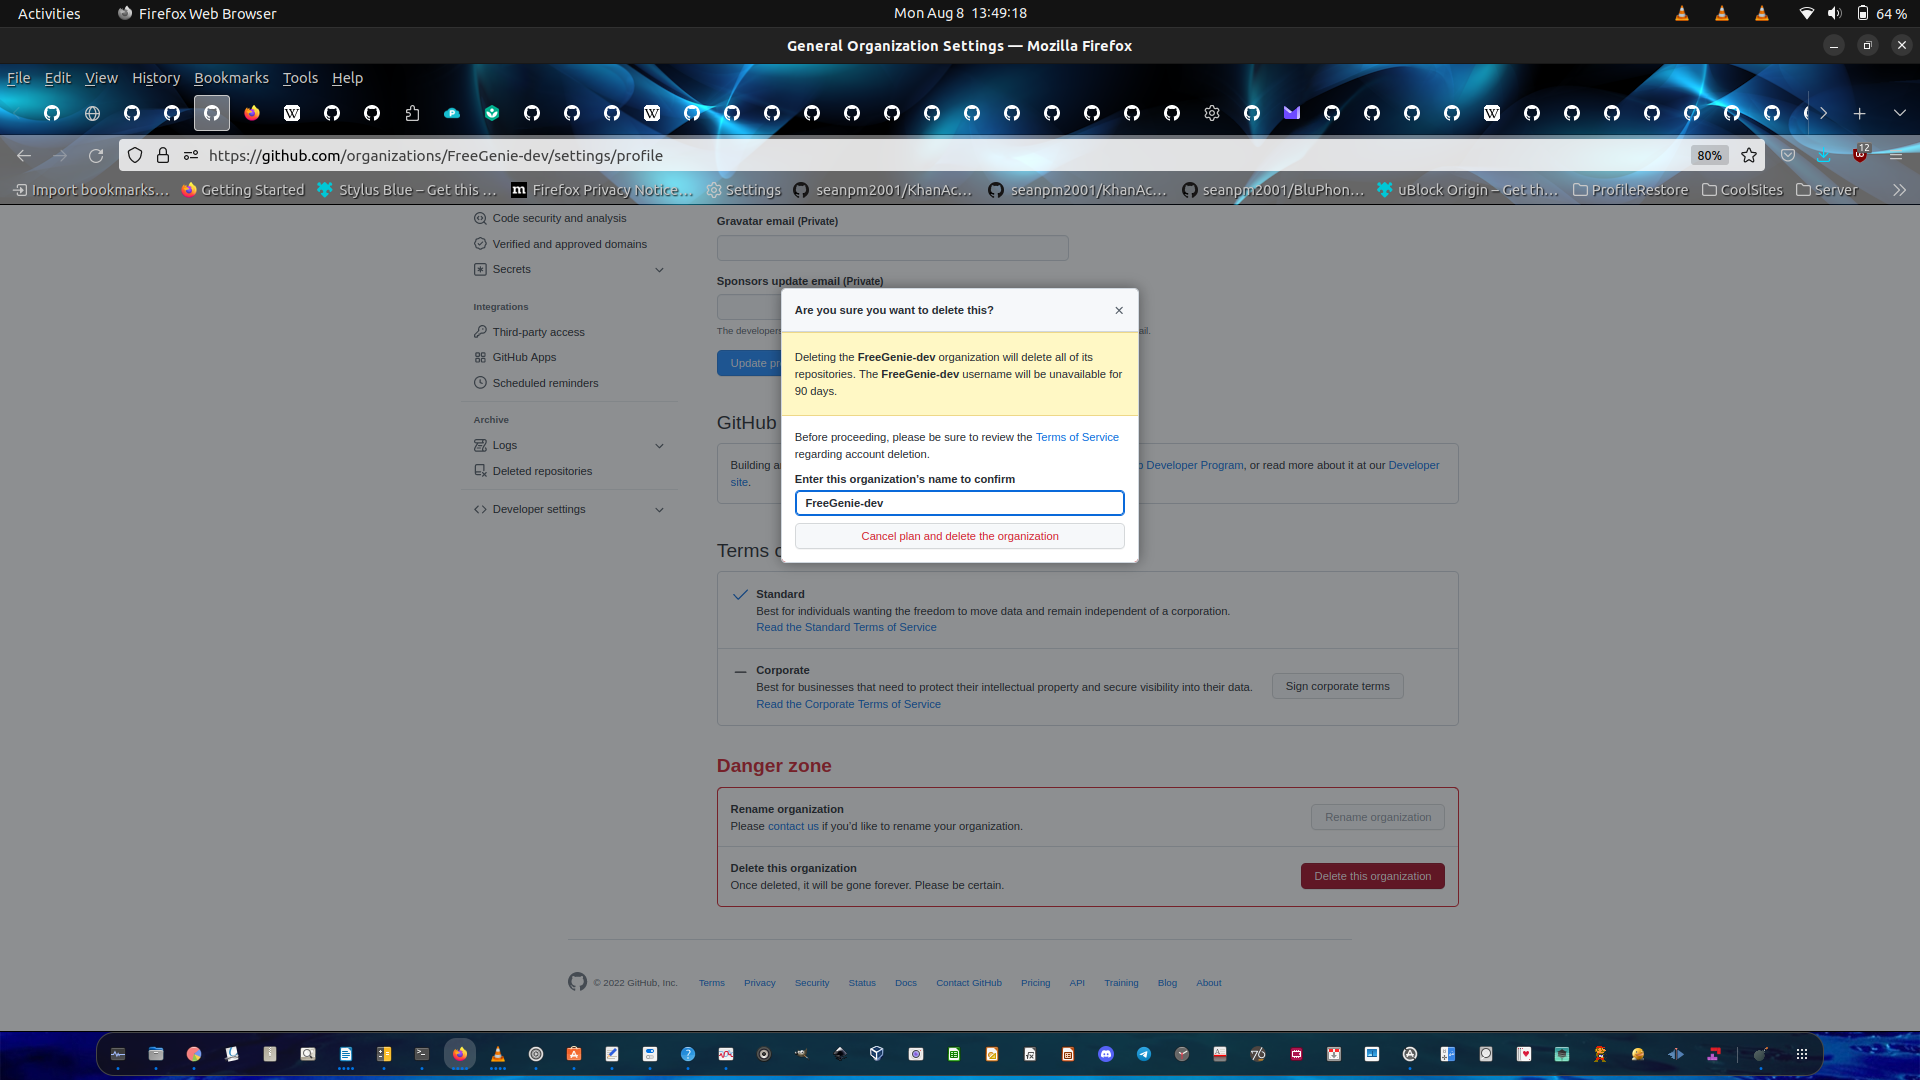 Activities
Firefox Web Browser
Mon Aug 8 13:49:18
64 %
General Organization Settings — Mozilla Firefox
File Edit View History Bookmarks Tools Help
https://github.com/organizations/FreeGenie-dev/settings/profile
80%
12
Import bookmarks…
Getting Started
Stylus Blue – Get this …
Firefox Privacy Notice…
Settings
seanpm2001/KhanAc…
seanpm2001/KhanAc…
seanpm2001/BluPhon…
uBlock Origin – Get th…
ProfileRestore
CoolSites
Server
Code security and analysis
Verified and approved domains
Secrets
Integrations
Third-party access
GitHub Apps
Scheduled reminders
Archive
Logs
Deleted repositories
Developer settings
Gravatar email (Private)
Sponsors update email (Private)
The developer
ail.
Update pr
GitHub
Building a
Developer Program, or read more about it at our Developer
site.
Are you sure you want to delete this?
Deleting the FreeGenie-dev organization will delete all of its
repositories. The FreeGenie-dev username will be unavailable for
90 days.
Before proceeding, please be sure to review the Terms of Service
regarding account deletion.
Enter this organization's name to confirm
FreeGenie-dev
Cancel plan and delete the organization
Terms o
Standard
Best for individuals wanting the freedom to move data and remain independent of a corporation.
Read the Standard Terms of Service
Corporate
Best for businesses that need to protect their intellectual property and secure visibility into their data.
Read the Corporate Terms of Service
Sign corporate terms
Danger zone
Rename organization
Please contact us if you'd like to rename your organization.
Rename organization
Delete this organization
Once deleted, it will be gone forever. Please be certain.
Delete this organization
© 2022 GitHub, Inc.
Terms
Privacy
Security
Status
Docs
Contact GitHub
Pricing
API
Training
Blog
About